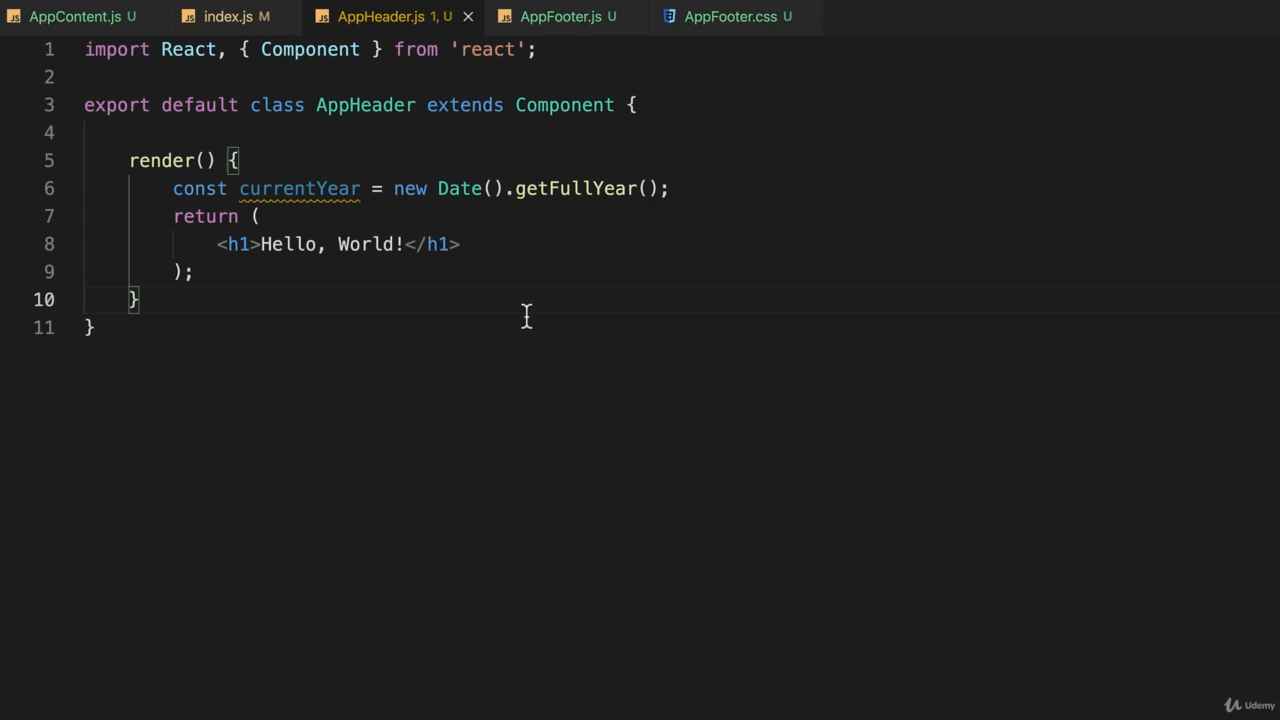 AppContent.js U index.js M AppHeader.js 1, U AppFooter.js U AppFooter.css U
1 import React, { Component } from 'react';
2
3 export default class AppHeader extends Component {
4
5 render() {
6 const currentYear = new Date().getFullYear();
7 return (
8 <h1>Hello, World!</h1>
9 );
10 }
11 }
Udemy